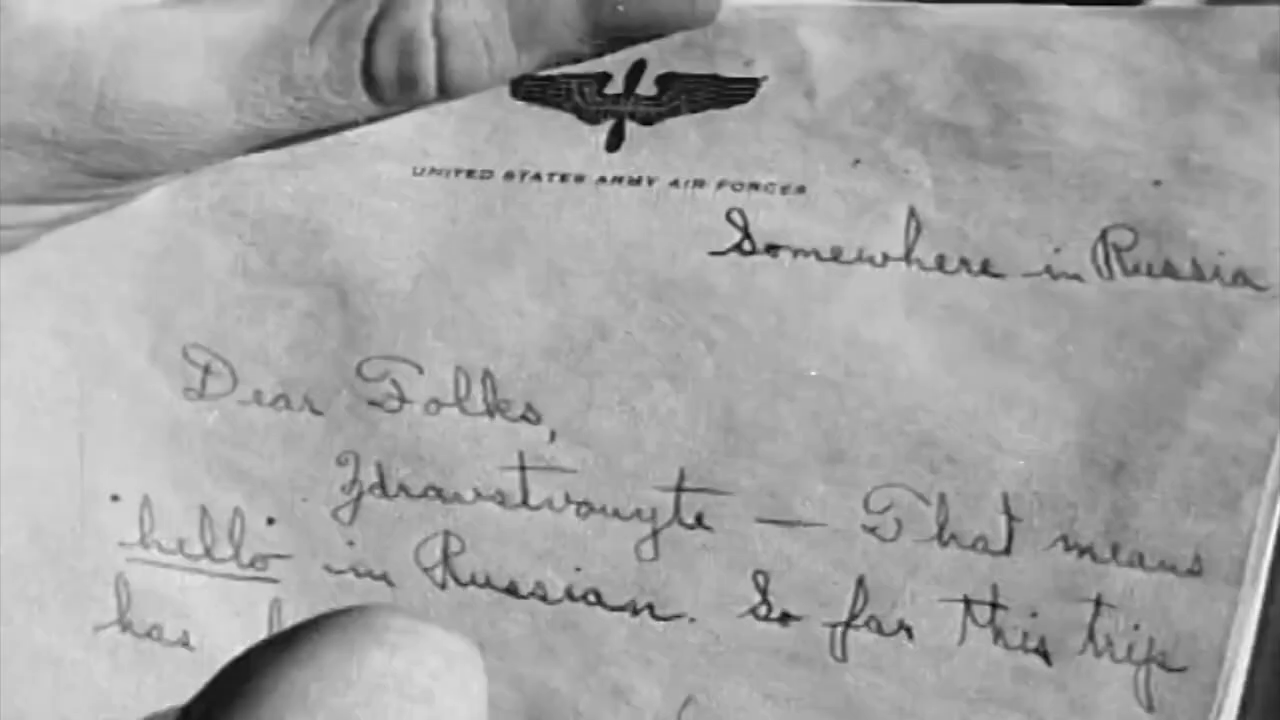 UNITED STATES ARMY AIR FORCES
Somewhere in Russia
Dear Folks,
Zdravstvouyte — That means
'hello' in Russian. So far this trip
has